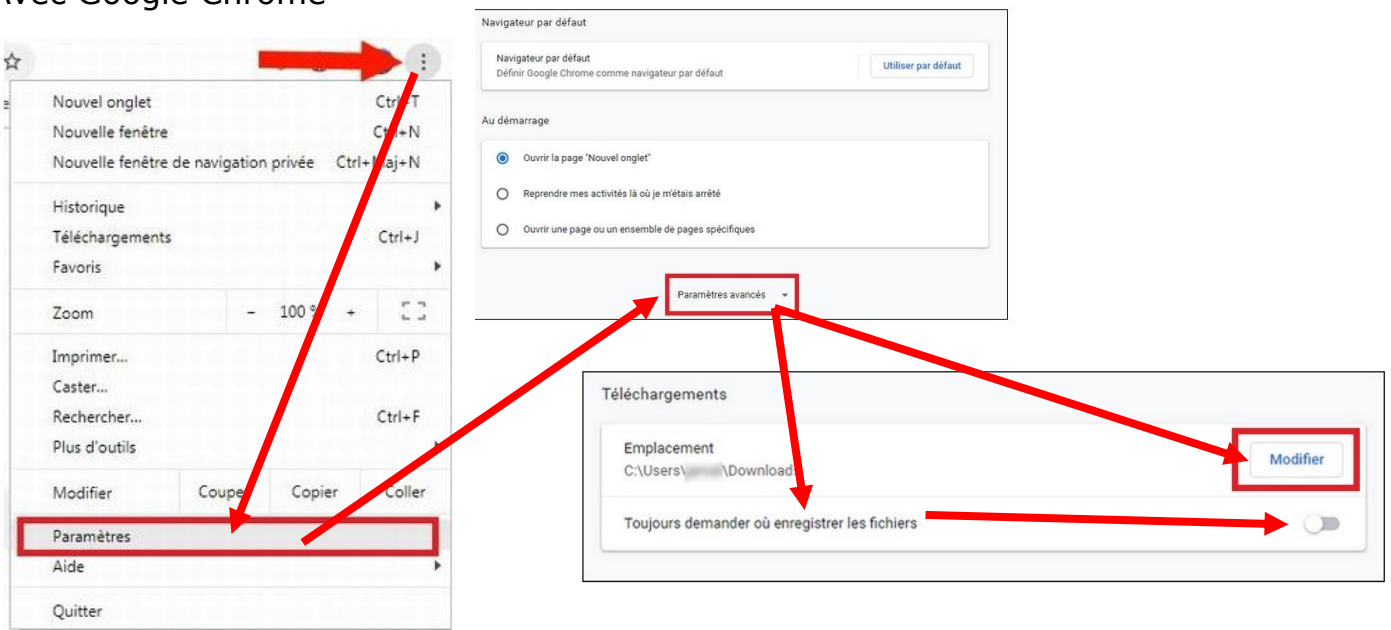 Avec Google Chrome
Nouvel onglet Ctrl+T
Nouvelle fenêtre Ctrl+N
Nouvelle fenêtre de navigation privée Ctrl+Maj+N
Historique
Téléchargements Ctrl+J
Favoris
Zoom - 100 % +
Imprimer... Ctrl+P
Caster...
Rechercher... Ctrl+F
Plus d'outils
Modifier Couper Copier Coller
Paramètres
Aide
Quitter
Navigateur par défaut
Navigateur par défaut
Définir Google Chrome comme navigateur par défaut
Utiliser par défaut
Au démarrage
Ouvrir la page "Nouvel onglet"
Reprendre mes activités là où je m'étais arrêté
Ouvrir une page ou un ensemble de pages spécifiques
Paramètres avancés
Téléchargements
Emplacement
C:\Users\ \Downloads
Modifier
Toujours demander où enregistrer les fichiers